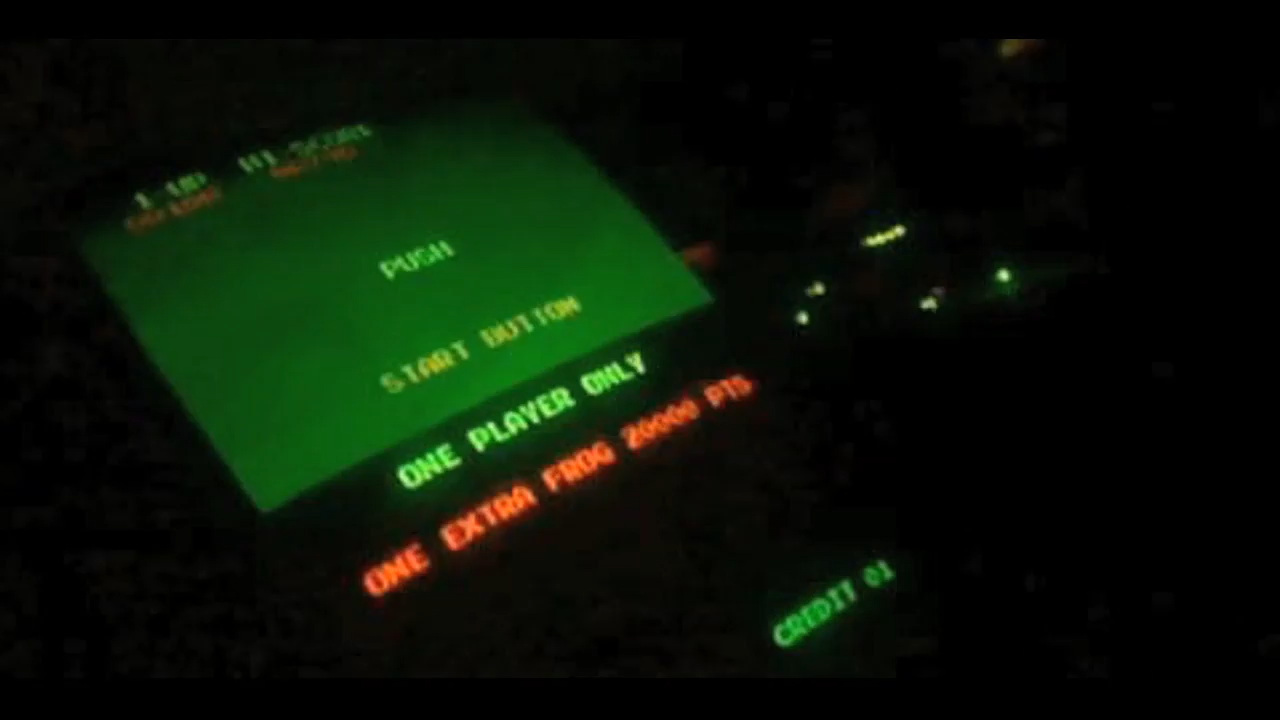 1 UP HI-SCORE
PUSH
START BUTTON
ONE PLAYER ONLY
ONE EXTRA FROG 20000 PTS
CREDIT 01